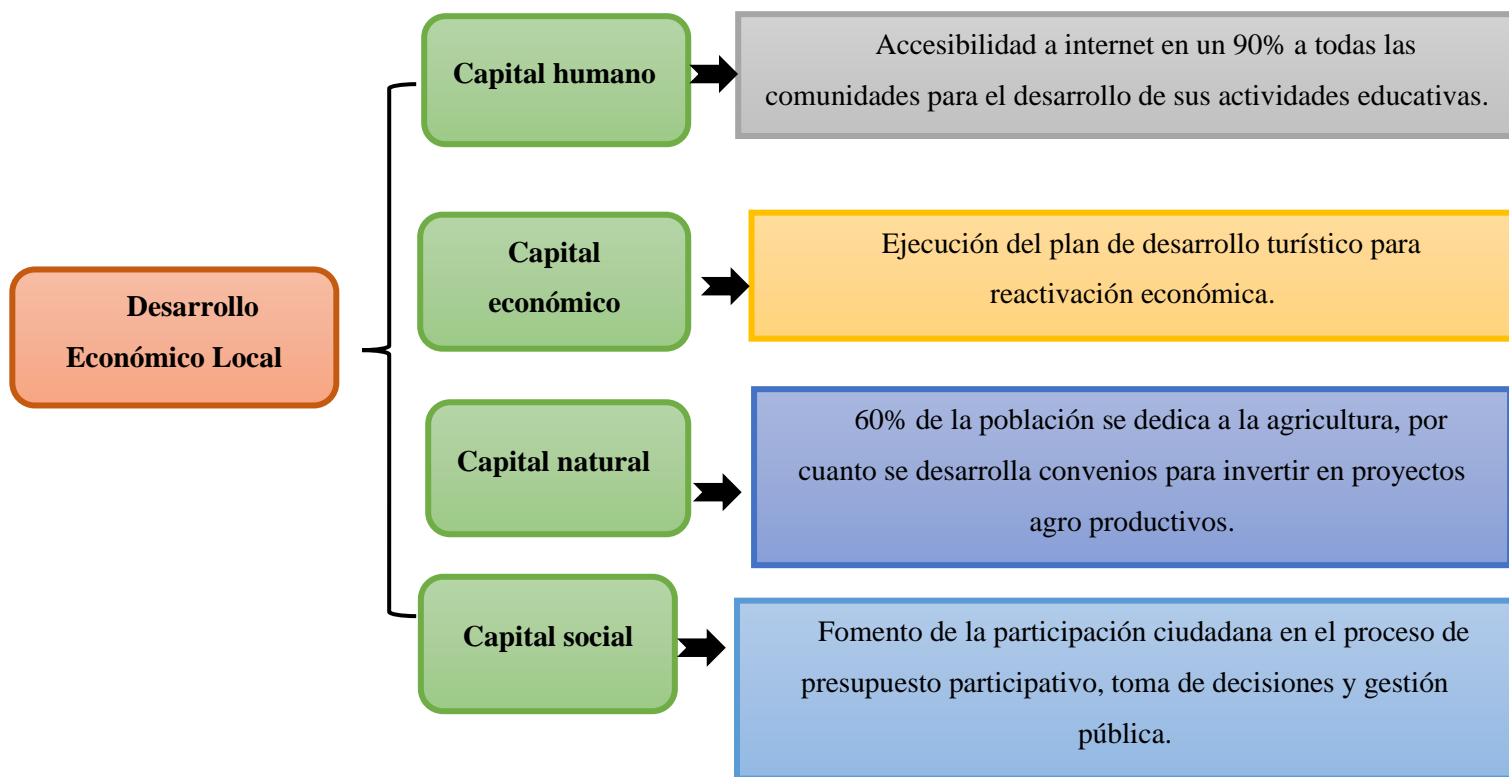 Desarrollo
Económico Local
Capital humano
Accesibilidad a internet en un 90% a todas las
comunidades para el desarrollo de sus actividades educativas.
Capital
económico
Ejecución del plan de desarrollo turístico para
reactivación económica.
Capital natural
60% de la población se dedica a la agricultura, por
cuanto se desarrolla convenios para invertir en proyectos
agro productivos.
Capital social
Fomento de la participación ciudadana en el proceso de
presupuesto participativo, toma de decisiones y gestión
pública.